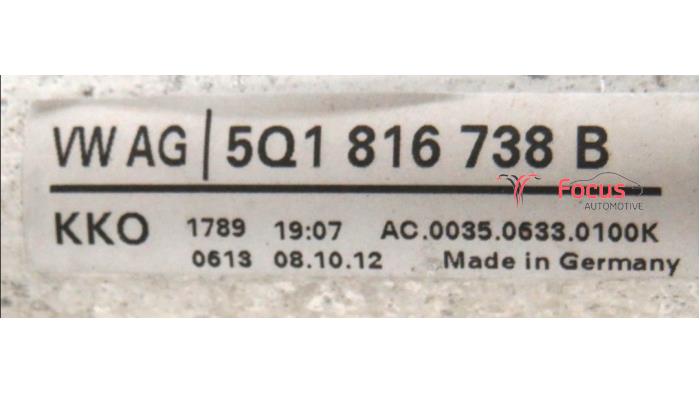 VW AG | 5Q1 816 738 B
Focus
AUTOMOTIVE
KKO 1789 19:07 AC.0035.0633.0100K
0613 08.10.12 Made in Germany